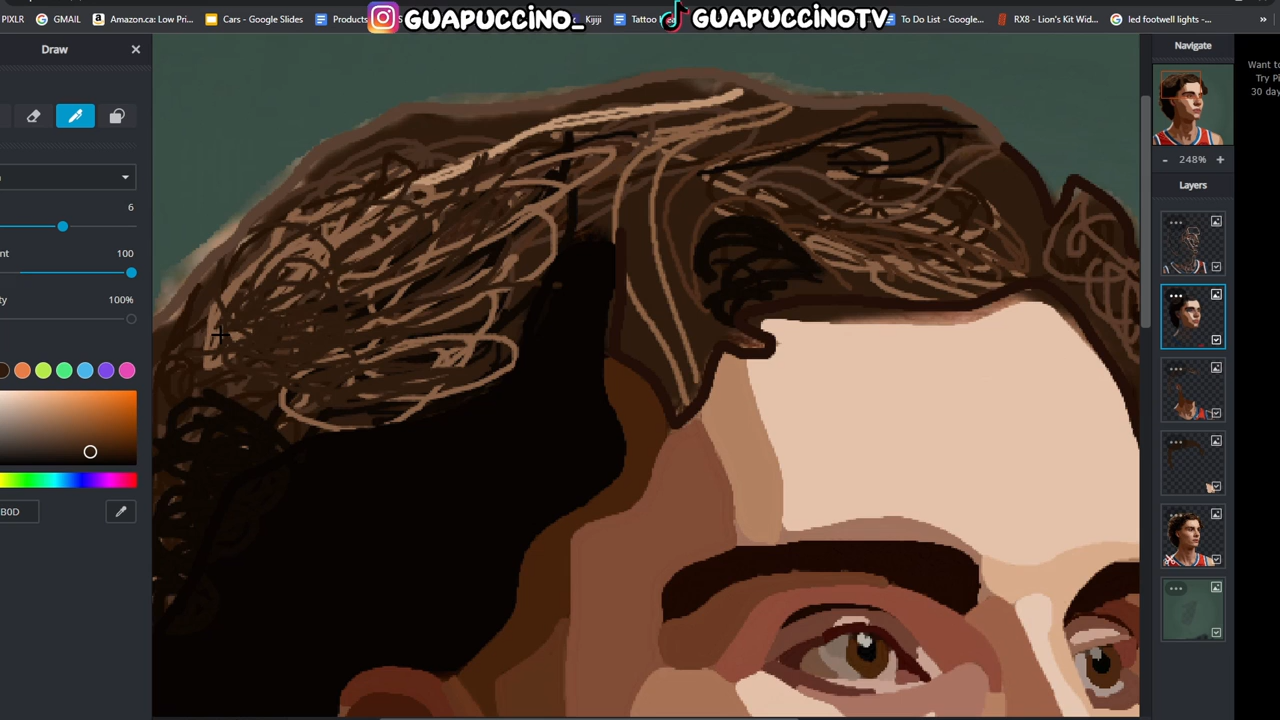 PIXLR
GMAIL
Amazon.ca: Low Pri...
Cars - Google Slides
Products
GUAPUCCINO_
Kijiji
Tattoo
GUAPUCCINOTV
To Do List - Google...
RX8 - Lion's Kit Wid...
led footwell lights -...
»
Draw
Navigate
Want to
Try Pi
30 day
248%
Layers
6
nt
100
ty
100%
B0D